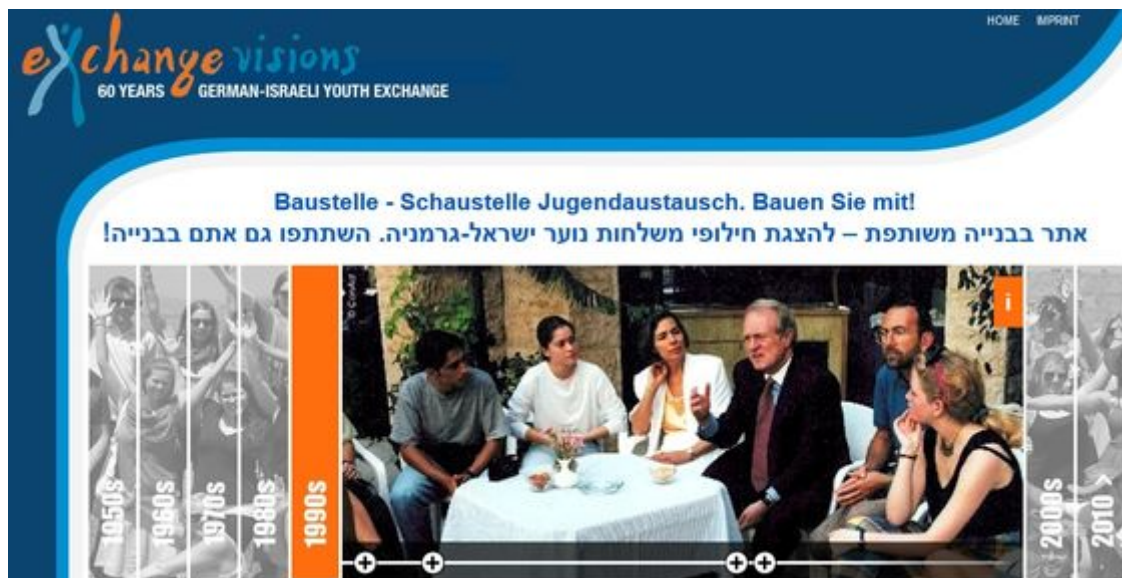 HOME IMPRINT
eXchange visions
60 YEARS GERMAN-ISRAELI YOUTH EXCHANGE
Baustelle - Schaustelle Jugendaustausch. Bauen Sie mit!
אתר בבנייה משותפת – להצגת חילופי משלחות נוער ישראל-גרמניה. השתתפו גם אתם בבנייה!
© ConAct
i
1950s
1960s
1970s
1980s
1990s
2000s
2010 >